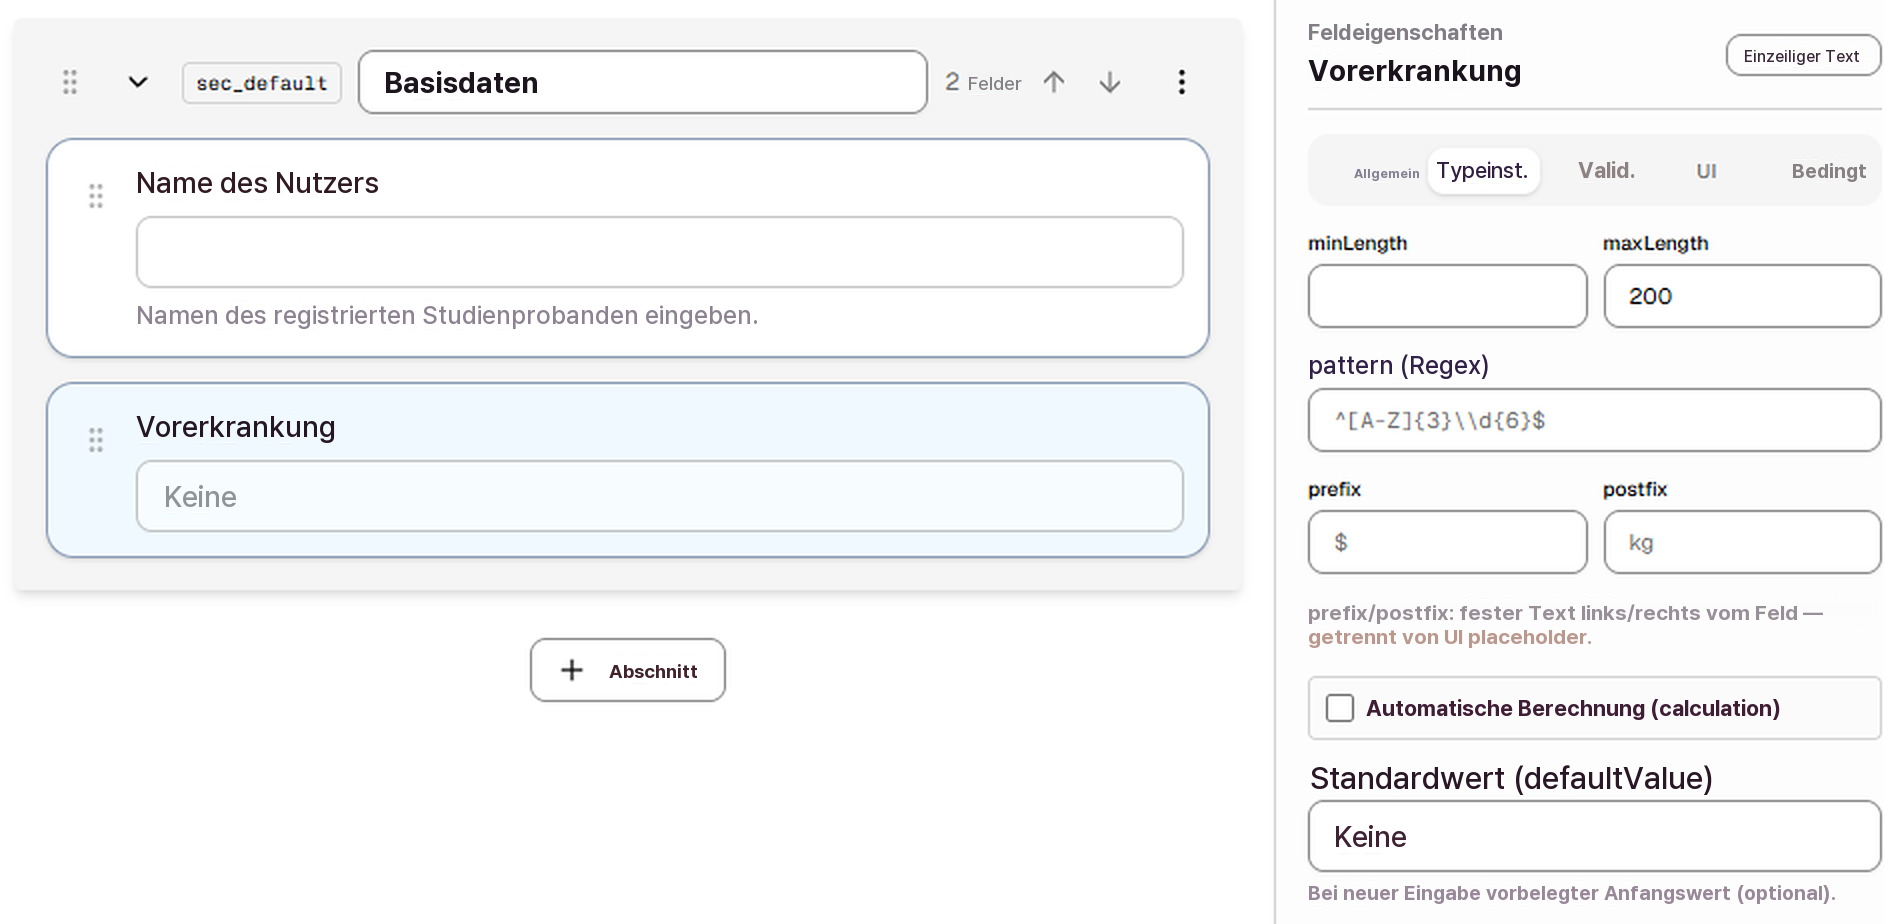 sec_default
Basisdaten
2 Felder
Name des Nutzers
Namen des registrierten Studienprobanden eingeben.
Vorerkrankung
Keine
Abschnitt
Feldeigenschaften
Vorerkrankung
Einzeiliger Text
Allgemein Typeinst. Valid. UI Bedingt
minLength maxLength
200
pattern (Regex)
^[A-Z]{3}\\d{6}$
prefix postfix
$ kg
prefix/postfix: fester Text links/rechts vom Feld —
getrennt von UI placeholder.
Automatische Berechnung (calculation)
Standardwert (defaultValue)
Keine
Bei neuer Eingabe vorbelegter Anfangswert (optional).